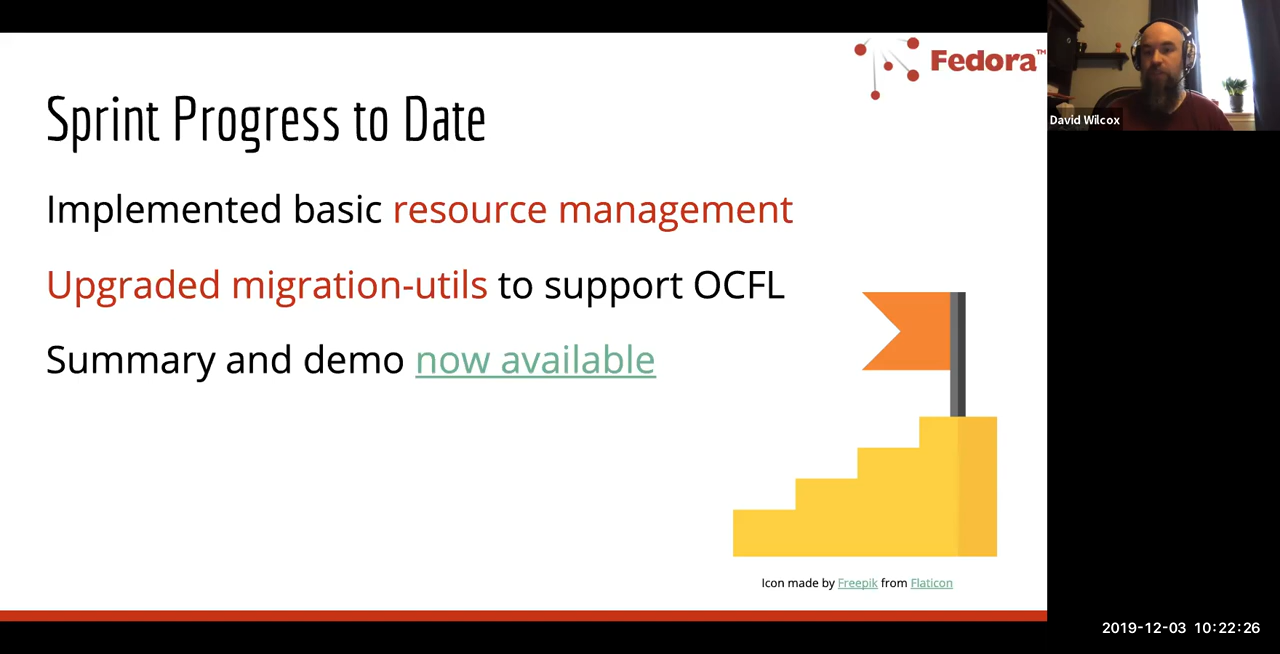 Fedora™
Sprint Progress to Date
Implemented basic resource management
Upgraded migration-utils to support OCFL
Summary and demo now available
Icon made by Freepik from Flaticon
David Wilcox
2019-12-03 10:22:26